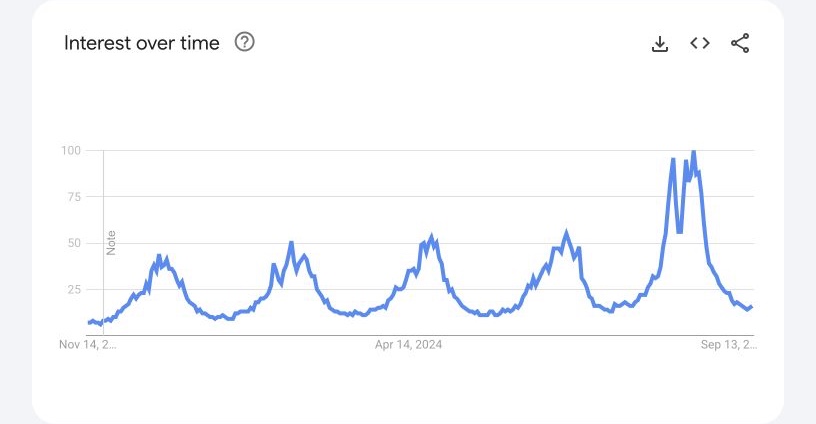 Interest over time
100
75
Note
50
25
Nov 14, 2...
Apr 14, 2024
Sep 13, 2...